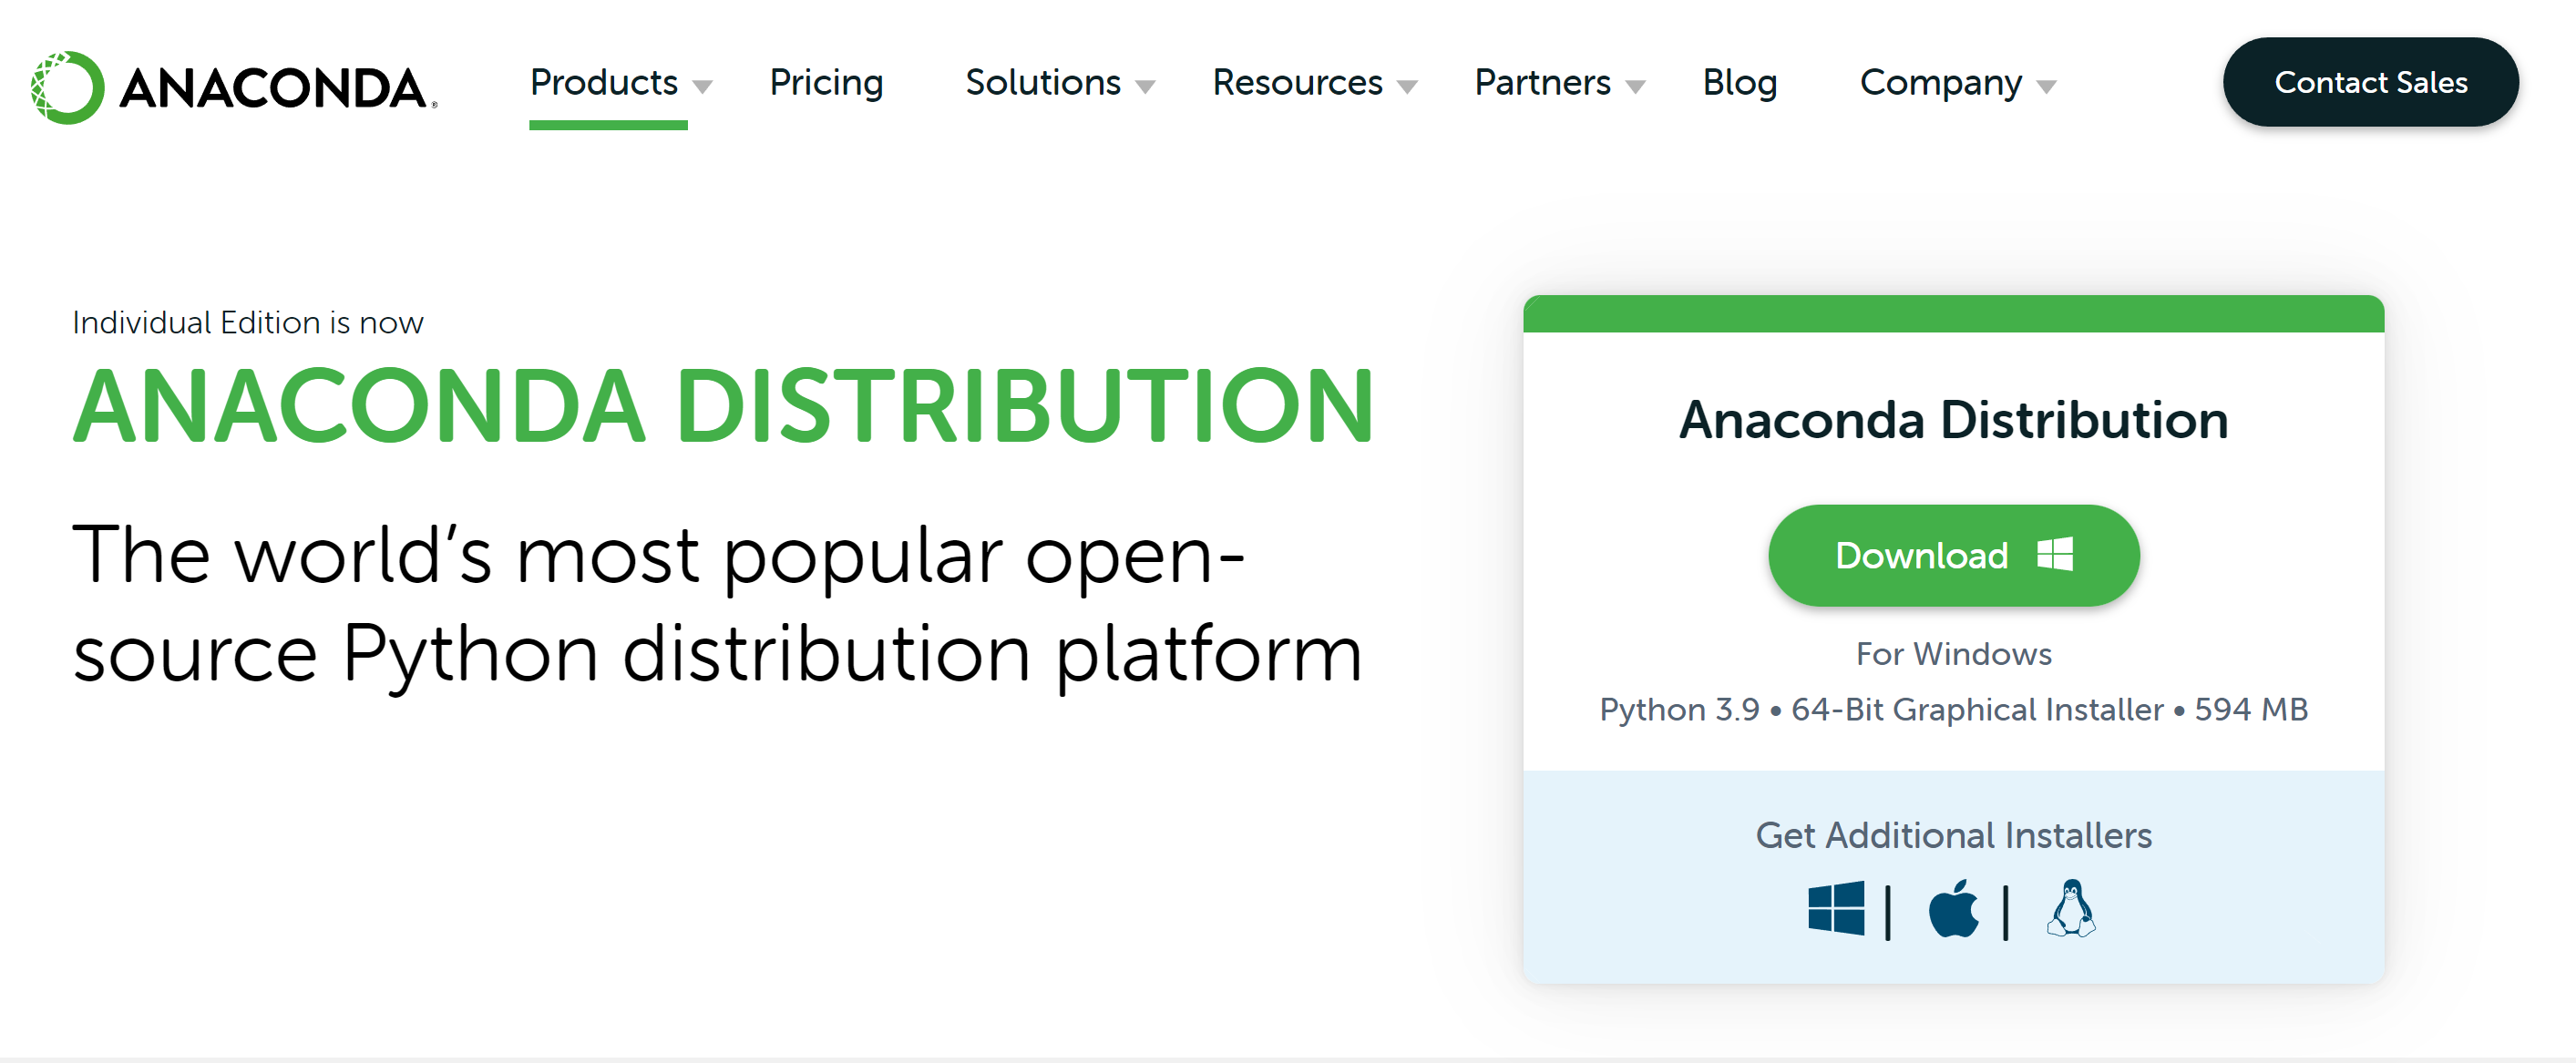 ANACONDA®
Products
Pricing
Solutions
Resources
Partners
Blog
Company
Contact Sales
Individual Edition is now
ANACONDA DISTRIBUTION
The world’s most popular open-
source Python distribution platform
Anaconda Distribution
Download
For Windows
Python 3.9 • 64-Bit Graphical Installer • 594 MB
Get Additional Installers